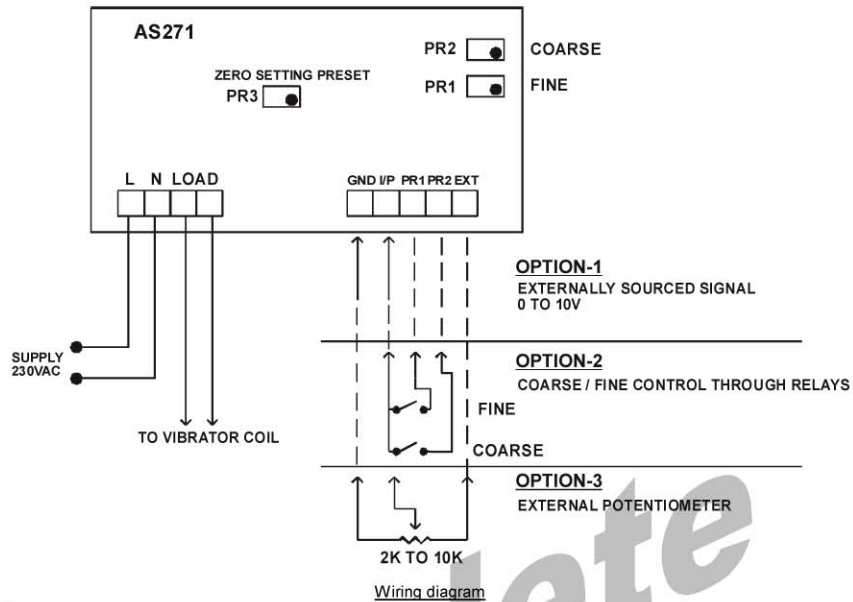 AS271
PR2 COARSE
ZERO SETTING PRESET
PR3
PR1 FINE
L N LOAD
GND I/P PR1 PR2 EXT
OPTION-1
EXTERNALLY SOURCED SIGNAL
0 TO 10V
SUPPLY
230VAC
OPTION-2
COARSE / FINE CONTROL THROUGH RELAYS
FINE
TO VIBRATOR COIL
COARSE
OPTION-3
EXTERNAL POTENTIOMETER
2K TO 10K
Wiring diagram
lete